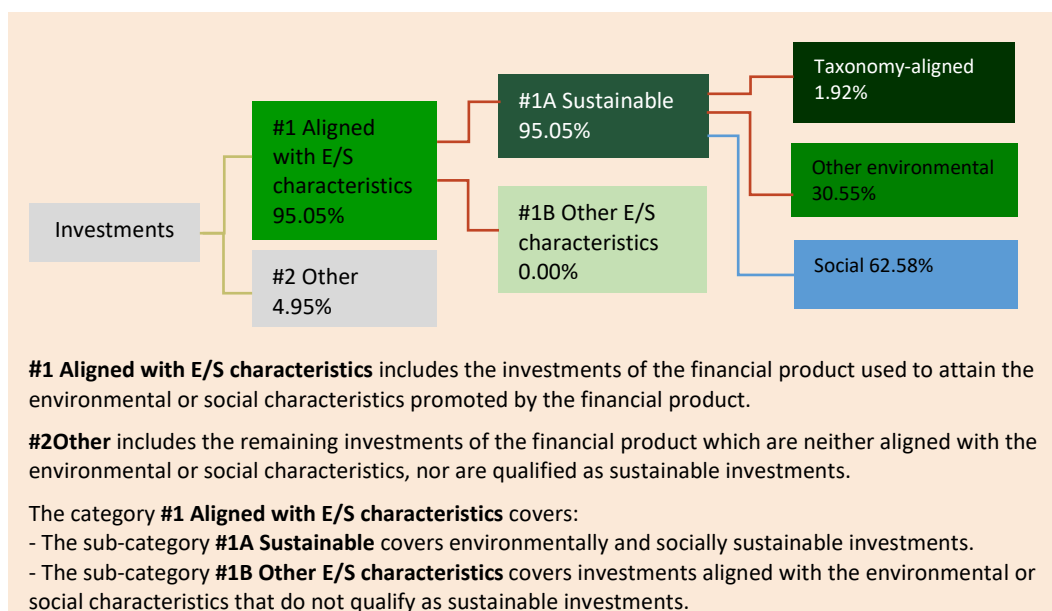 Investments
#1 Aligned
with E/S
characteristics
95.05%
#2 Other
4.95%
#1A Sustainable
95.05%
#1B Other E/S
characteristics
0.00%
Taxonomy-aligned
1.92%
Other environmental
30.55%
Social 62.58%
#1 Aligned with E/S characteristics includes the investments of the financial product used to attain the
environmental or social characteristics promoted by the financial product.
#2Other includes the remaining investments of the financial product which are neither aligned with the
environmental or social characteristics, nor are qualified as sustainable investments.
The category #1 Aligned with E/S characteristics covers:
- The sub-category #1A Sustainable covers environmentally and socially sustainable investments.
- The sub-category #1B Other E/S characteristics covers investments aligned with the environmental or
social characteristics that do not qualify as sustainable investments.